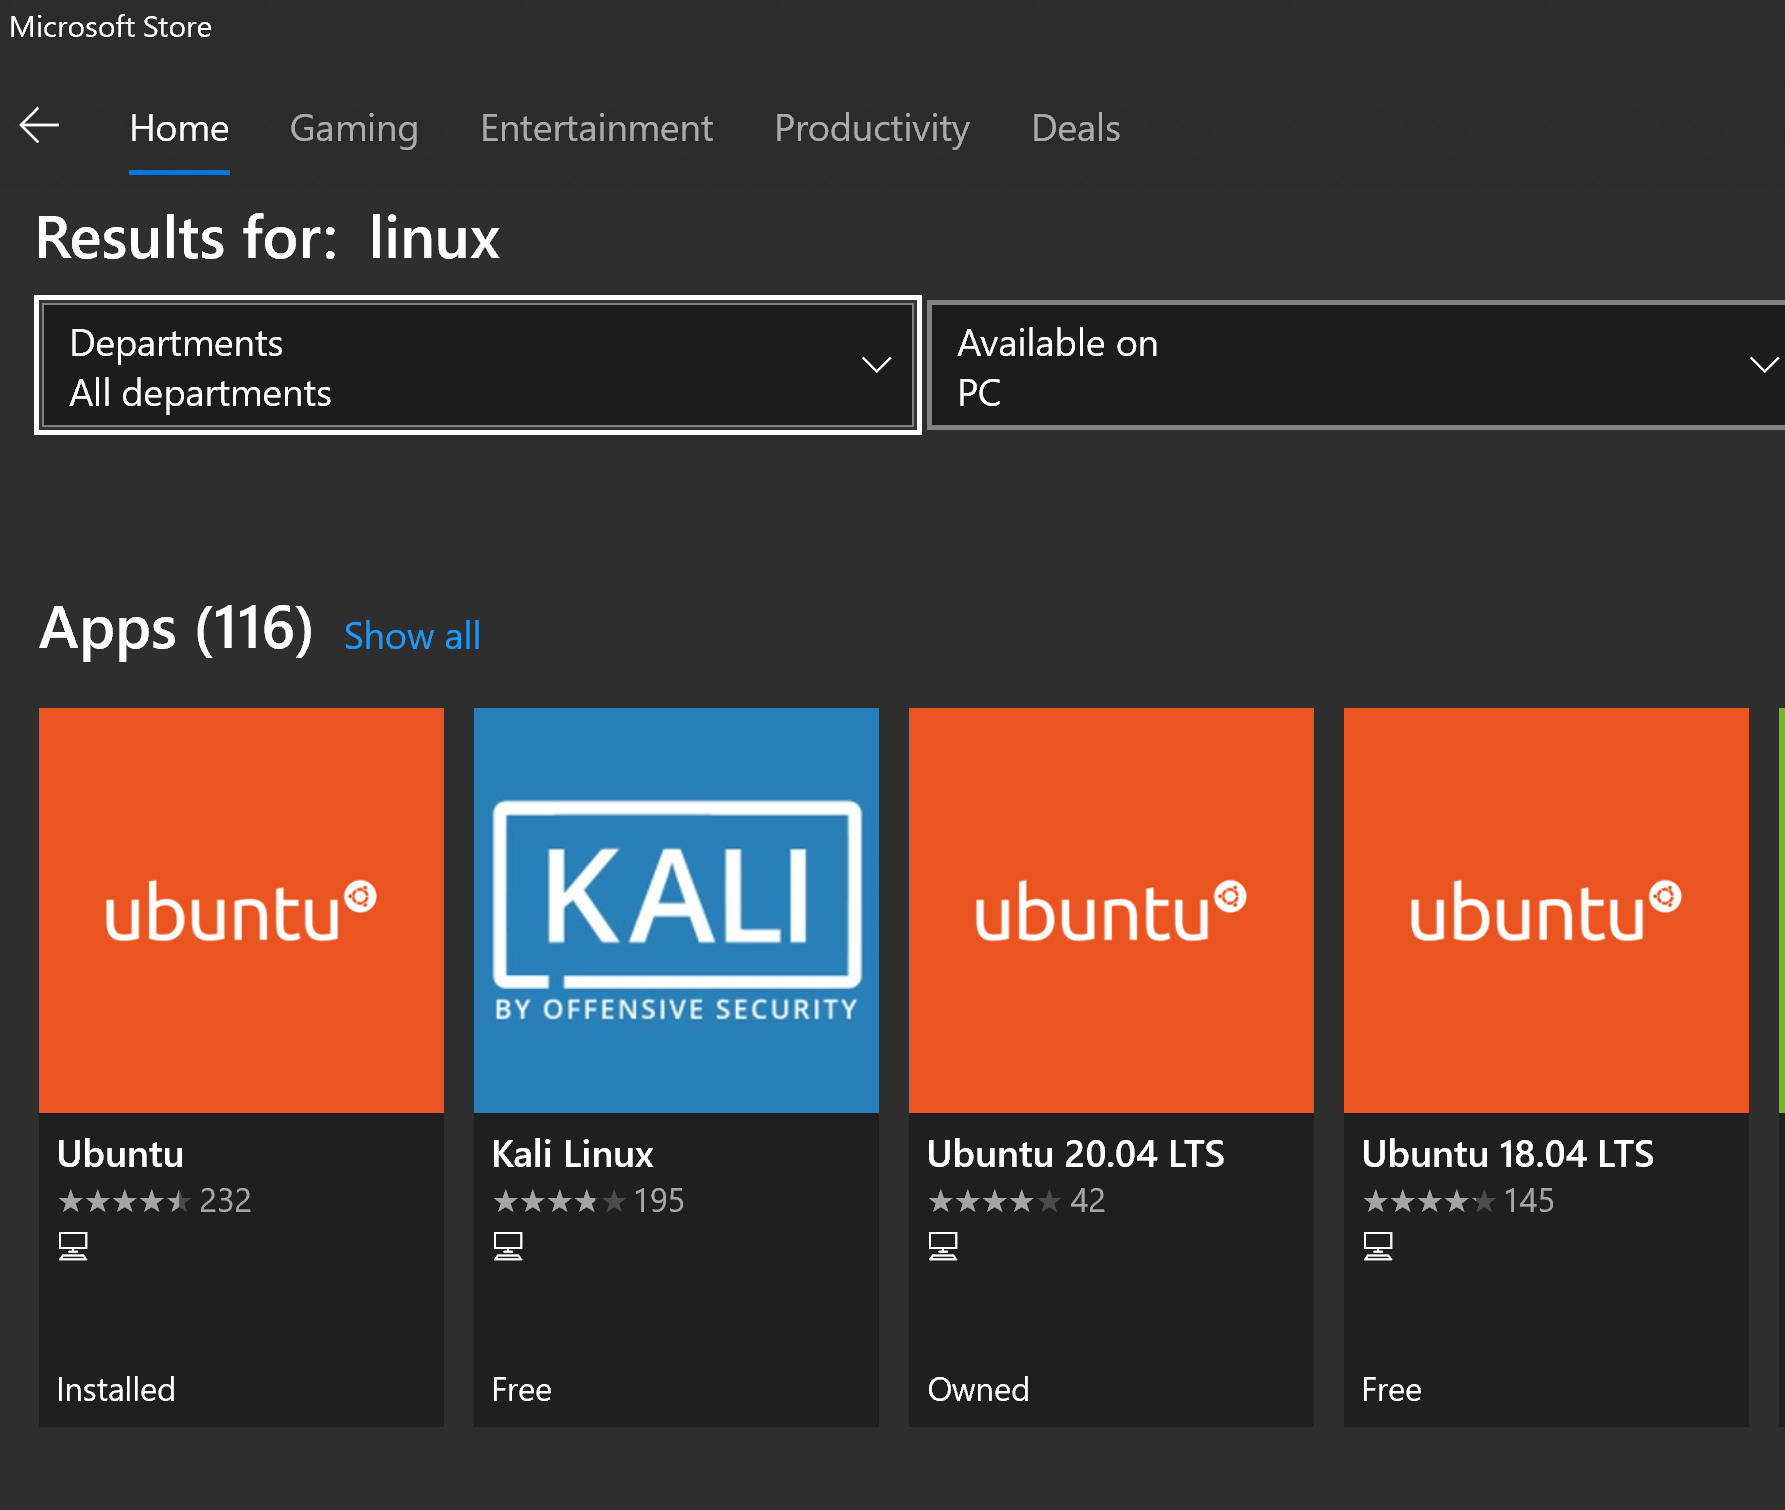 Microsoft Store
Home Gaming Entertainment Productivity Deals
Results for: linux
Departments
All departments
Available on
PC
Apps (116) Show all
ubuntu
Ubuntu
232
Installed
KALI
BY OFFENSIVE SECURITY
Kali Linux
195
Free
ubuntu
Ubuntu 20.04 LTS
42
Owned
ubuntu
Ubuntu 18.04 LTS
145
Free